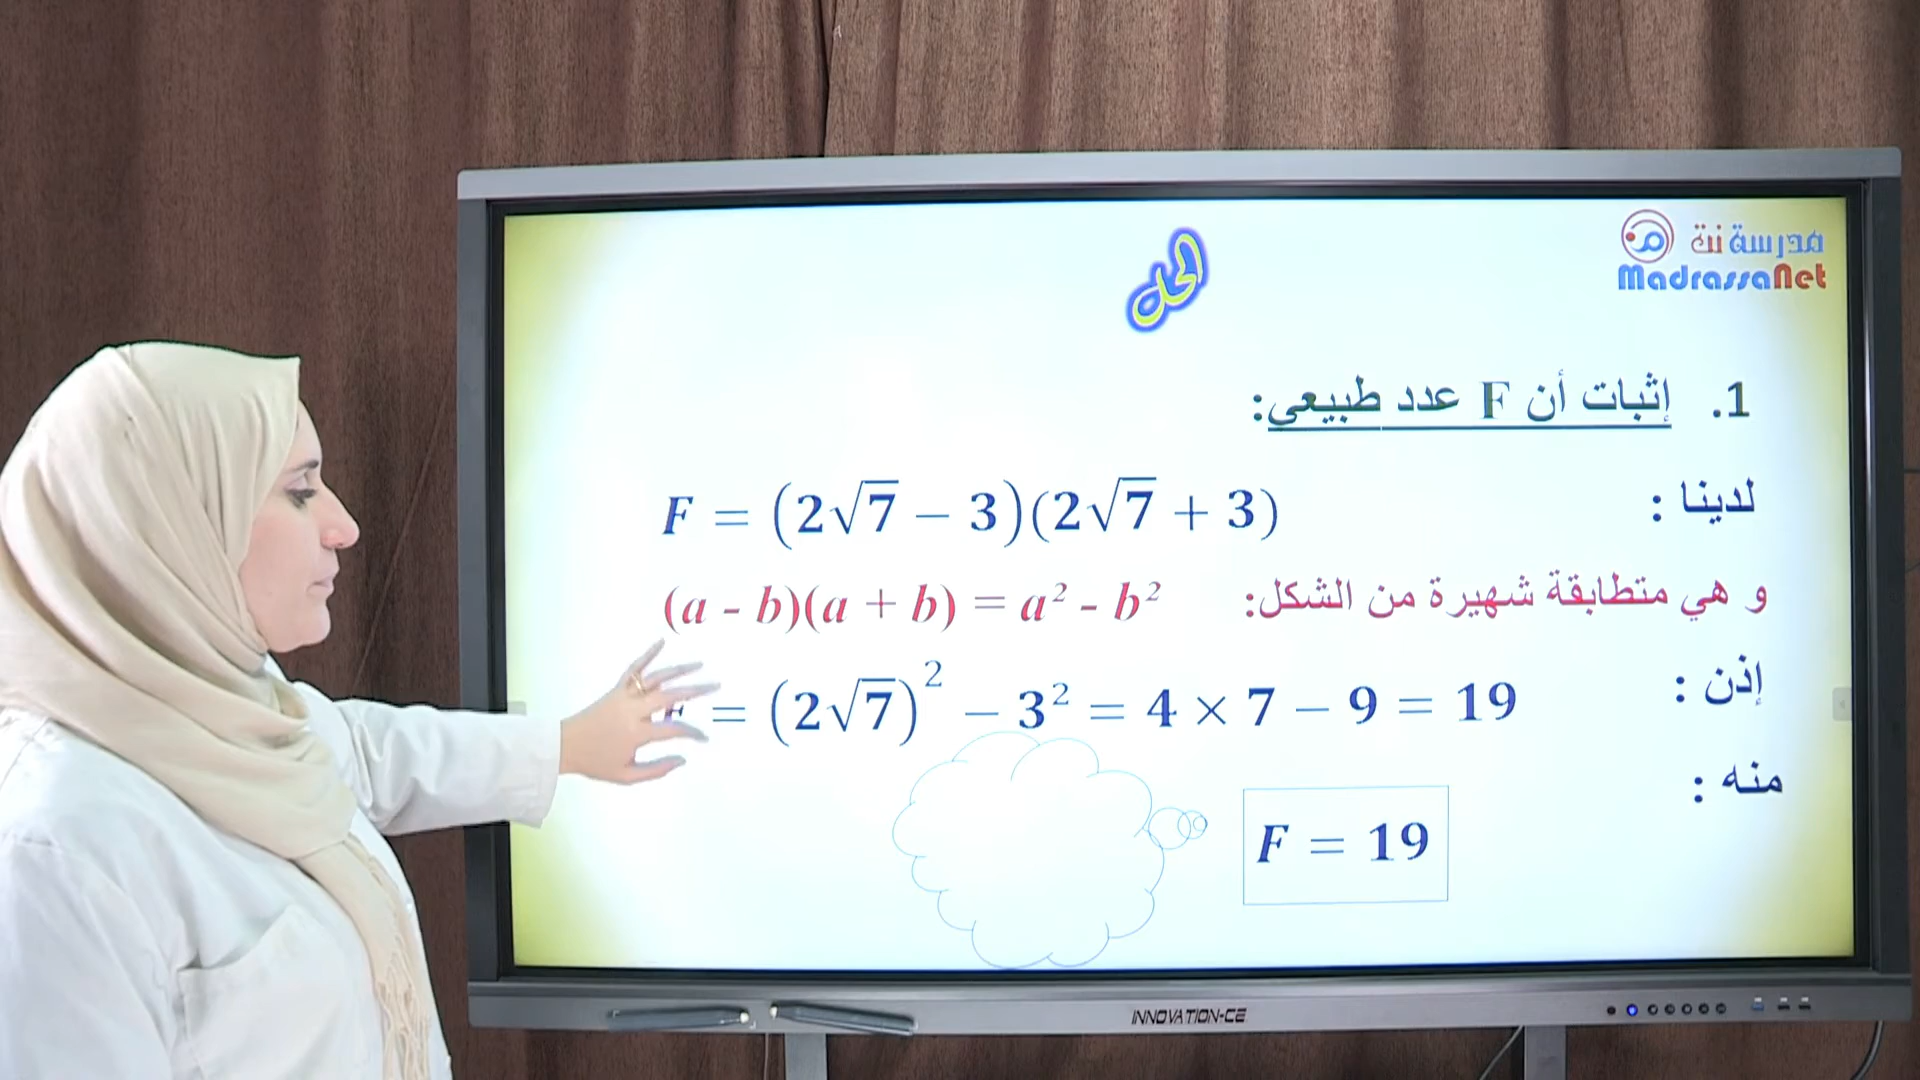 مدرسة نت
MadrassaNet
الحل
1. إثبات أن F عدد طبيعي:
لدينا : F = (2√7 − 3)(2√7 + 3)
و هي متطابقة شهيرة من الشكل: (a - b)(a + b) = a² - b²
إذن : F = (2√7)² − 3² = 4 × 7 − 9 = 19
منه :
F = 19
INNOVATION-CE